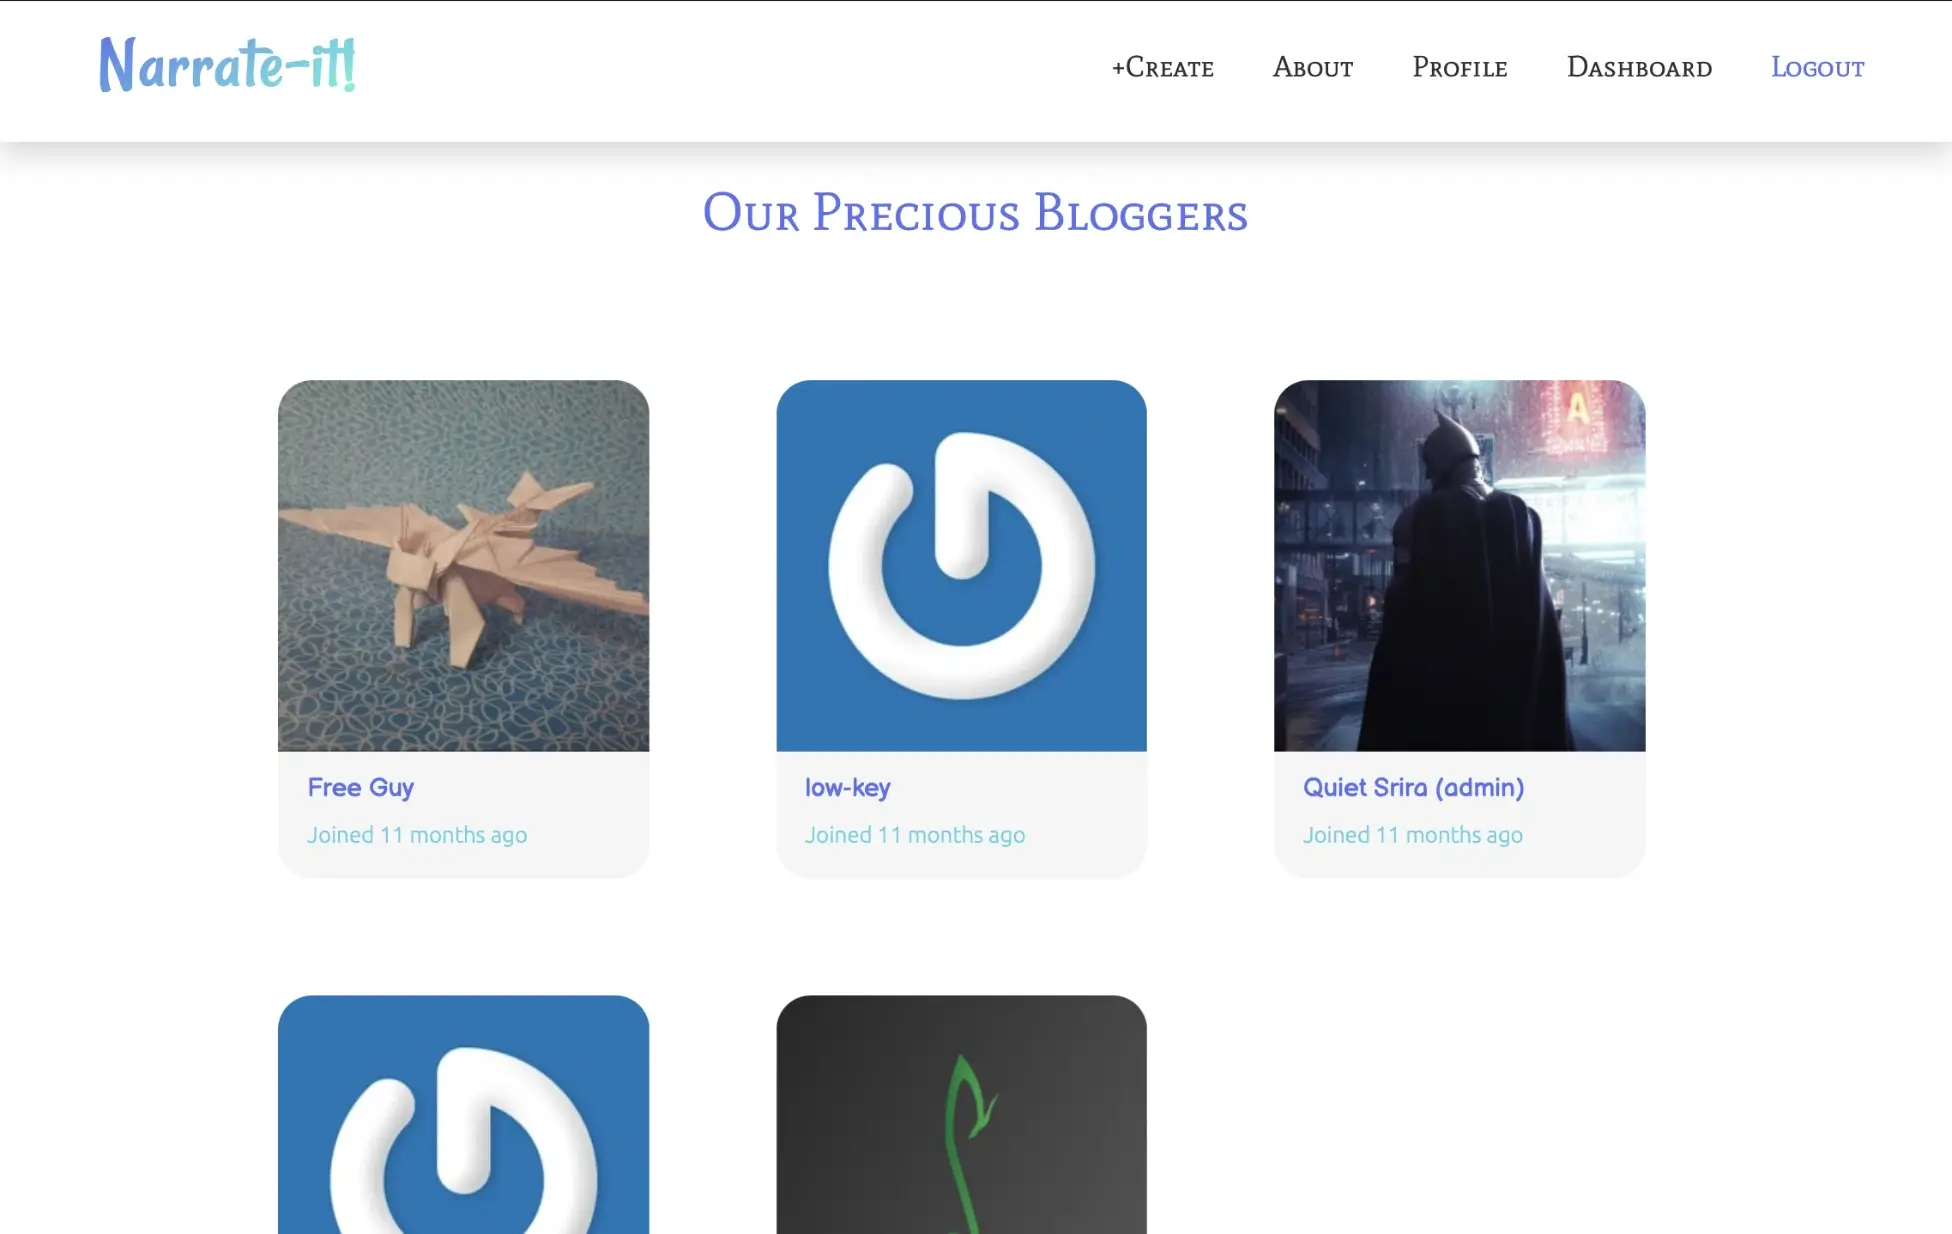 Narrate-it!
+Create
About
Profile
Dashboard
Logout
Our Precious Bloggers
A
Free Guy
low-key
Quiet Srira (admin)
Joined 11 months ago
Joined 11 months ago
Joined 11 months ago